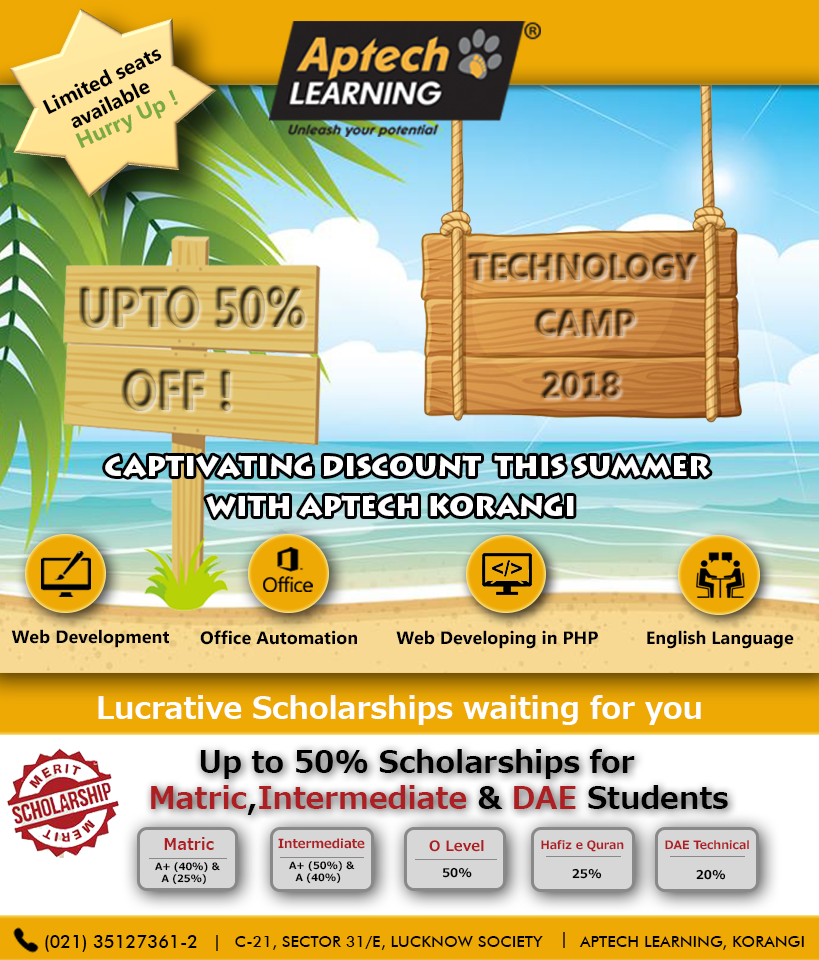 Limited seats
available
Hurry Up !
Aptech
LEARNING
®
Unleash your potential
UPTO 50%
OFF !
TECHNOLOGY
CAMP
2018
CAPTIVATING DISCOUNT THIS SUMMER
WITH APTECH KORANGI
</>
Office
Web Development
Office Automation
Web Developing in PHP
English Language
Lucrative Scholarships waiting for you
MERIT
SCHOLARSHIP
MERIT
Up to 50% Scholarships for
Matric,Intermediate & DAE Students
Matric
A+ (40%) &
A (25%)
Intermediate
A+ (50%) &
A (40%)
O Level
50%
Hafiz e Quran
25%
DAE Technical
20%
(021) 35127361-2 | C-21, SECTOR 31/E, LUCKNOW SOCIETY | APTECH LEARNING, KORANGI